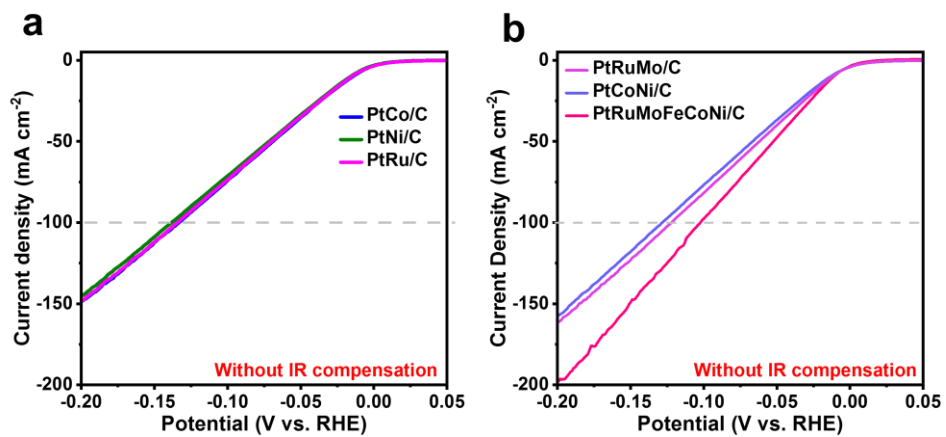 a
0
-50
-100
-150
-200
-0.20
-0.15
-0.10
-0.05
0.00
0.05
Current density (mA cm⁻²)
Potential (V vs. RHE)
PtCo/C
PtNi/C
PtRu/C
Without IR compensation
b
0
-50
-100
-150
-200
-0.20
-0.15
-0.10
-0.05
0.00
0.05
Current Density (mA cm⁻²)
Potential (V vs. RHE)
PtRuMo/C
PtCoNi/C
PtRuMoFeCoNi/C
Without IR compensation